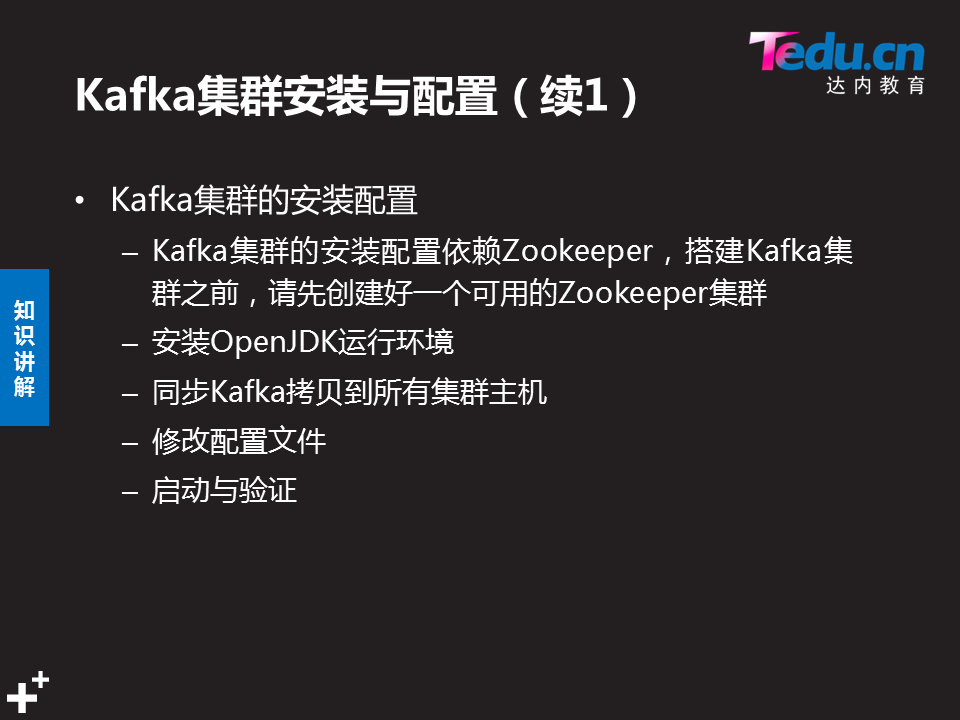 Tedu.cn
达内教育
Kafka集群安装与配置（续1）
• Kafka集群的安装配置
– Kafka集群的安装配置依赖Zookeeper，搭建Kafka集
群之前，请先创建好一个可用的Zookeeper集群
– 安装OpenJDK运行环境
– 同步Kafka拷贝到所有集群主机
– 修改配置文件
– 启动与验证
知
识
讲
解